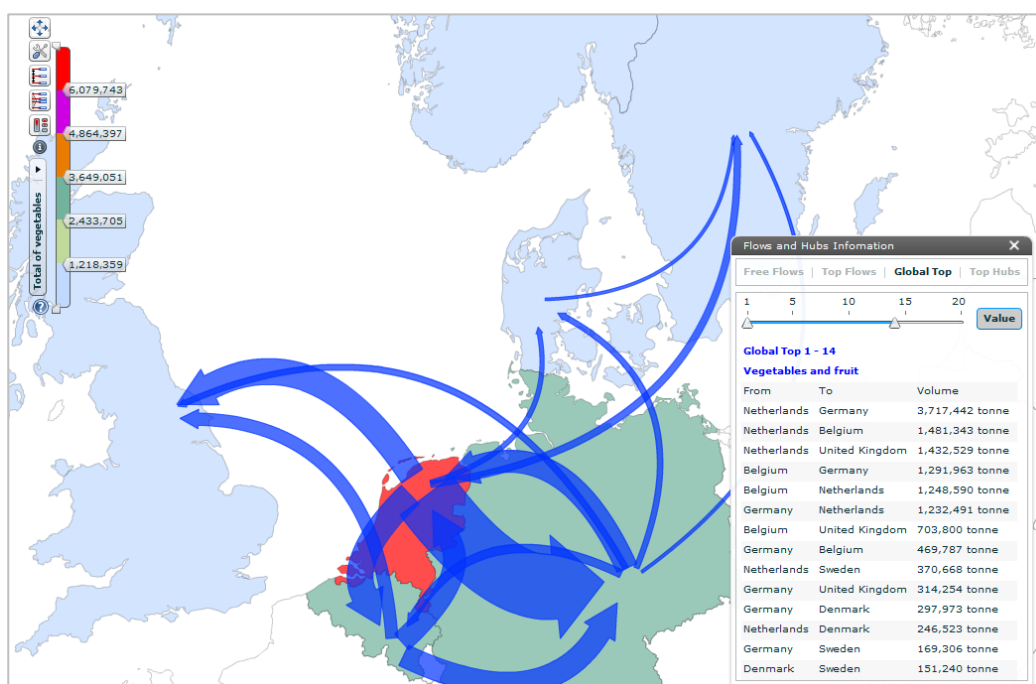 6,079,743
4,864,397
3,649,051
2,433,705
1,218,359
Total of vegetables
Flows and Hubs Infomation
Free Flows | Top Flows | Global Top | Top Hubs
1 5 10 15 20
Value
Global Top 1 - 14
Vegetables and fruit
From To Volume
Netherlands Germany 3,717,442 tonne
Netherlands Belgium 1,481,343 tonne
Netherlands United Kingdom 1,432,529 tonne
Belgium Germany 1,291,963 tonne
Belgium Netherlands 1,248,590 tonne
Germany Netherlands 1,232,491 tonne
Belgium United Kingdom 703,800 tonne
Germany Belgium 469,787 tonne
Netherlands Sweden 370,668 tonne
Germany United Kingdom 314,254 tonne
Germany Denmark 297,973 tonne
Netherlands Denmark 246,523 tonne
Germany Sweden 169,306 tonne
Denmark Sweden 151,240 tonne